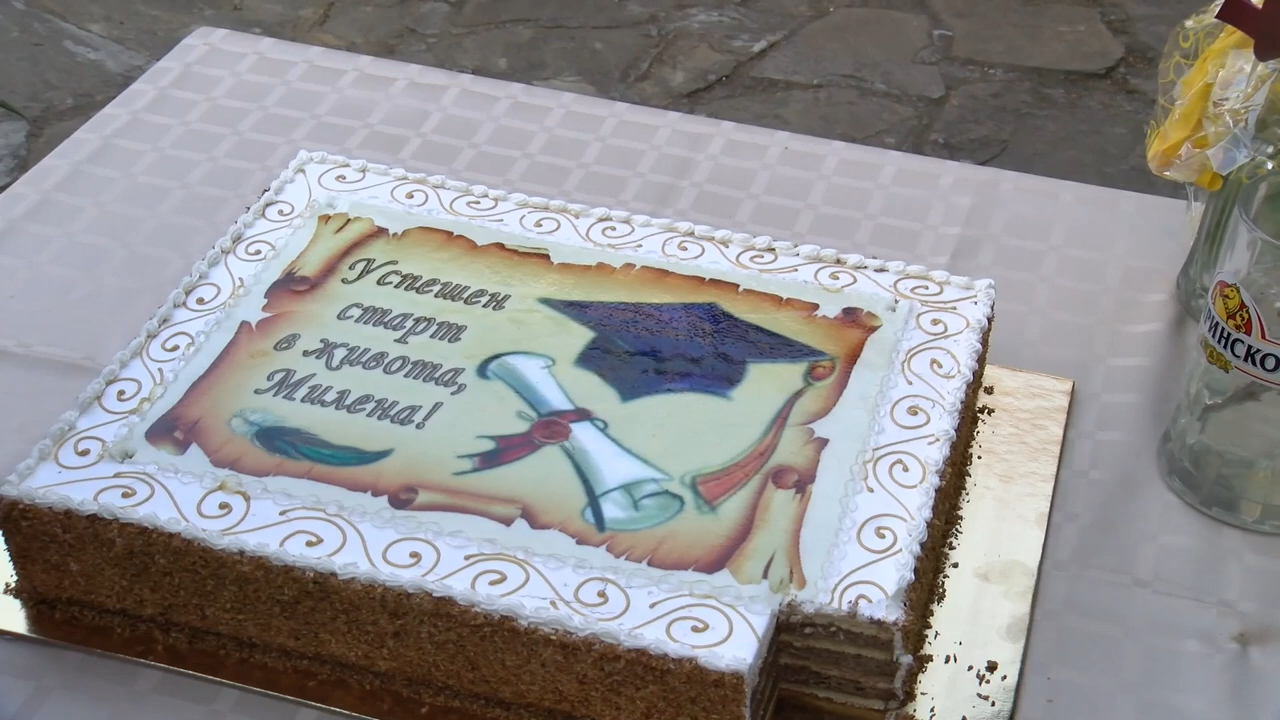 Успешен
старт
в живота,
Милена!
РИНСКО